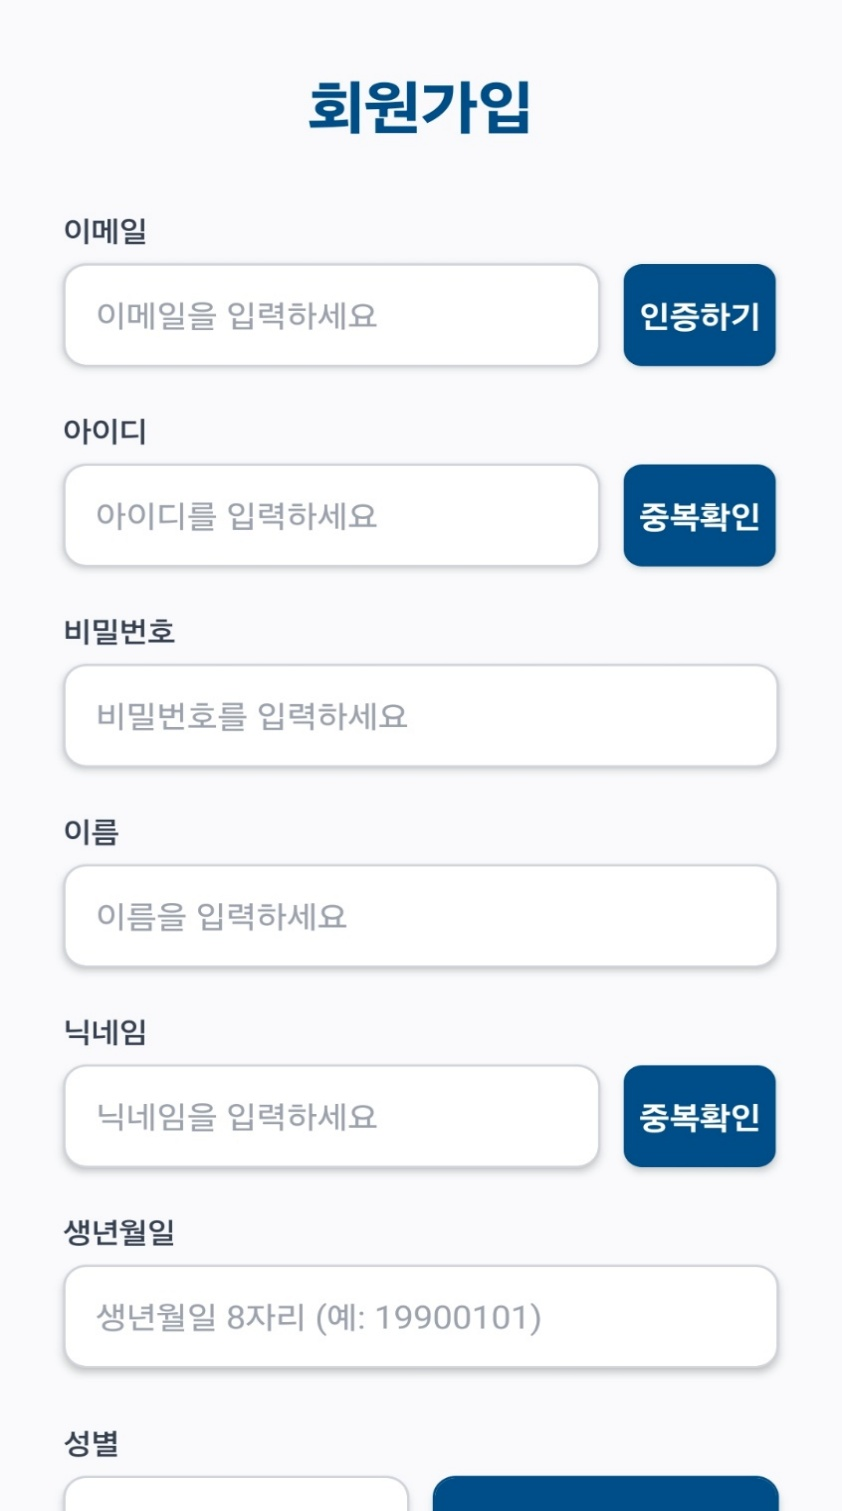 회원가입
이메일
이메일을 입력하세요
인증하기
아이디
아이디를 입력하세요
중복확인
비밀번호
비밀번호를 입력하세요
이름
이름을 입력하세요
닉네임
닉네임을 입력하세요
중복확인
생년월일
생년월일 8자리 (예: 19900101)
성별